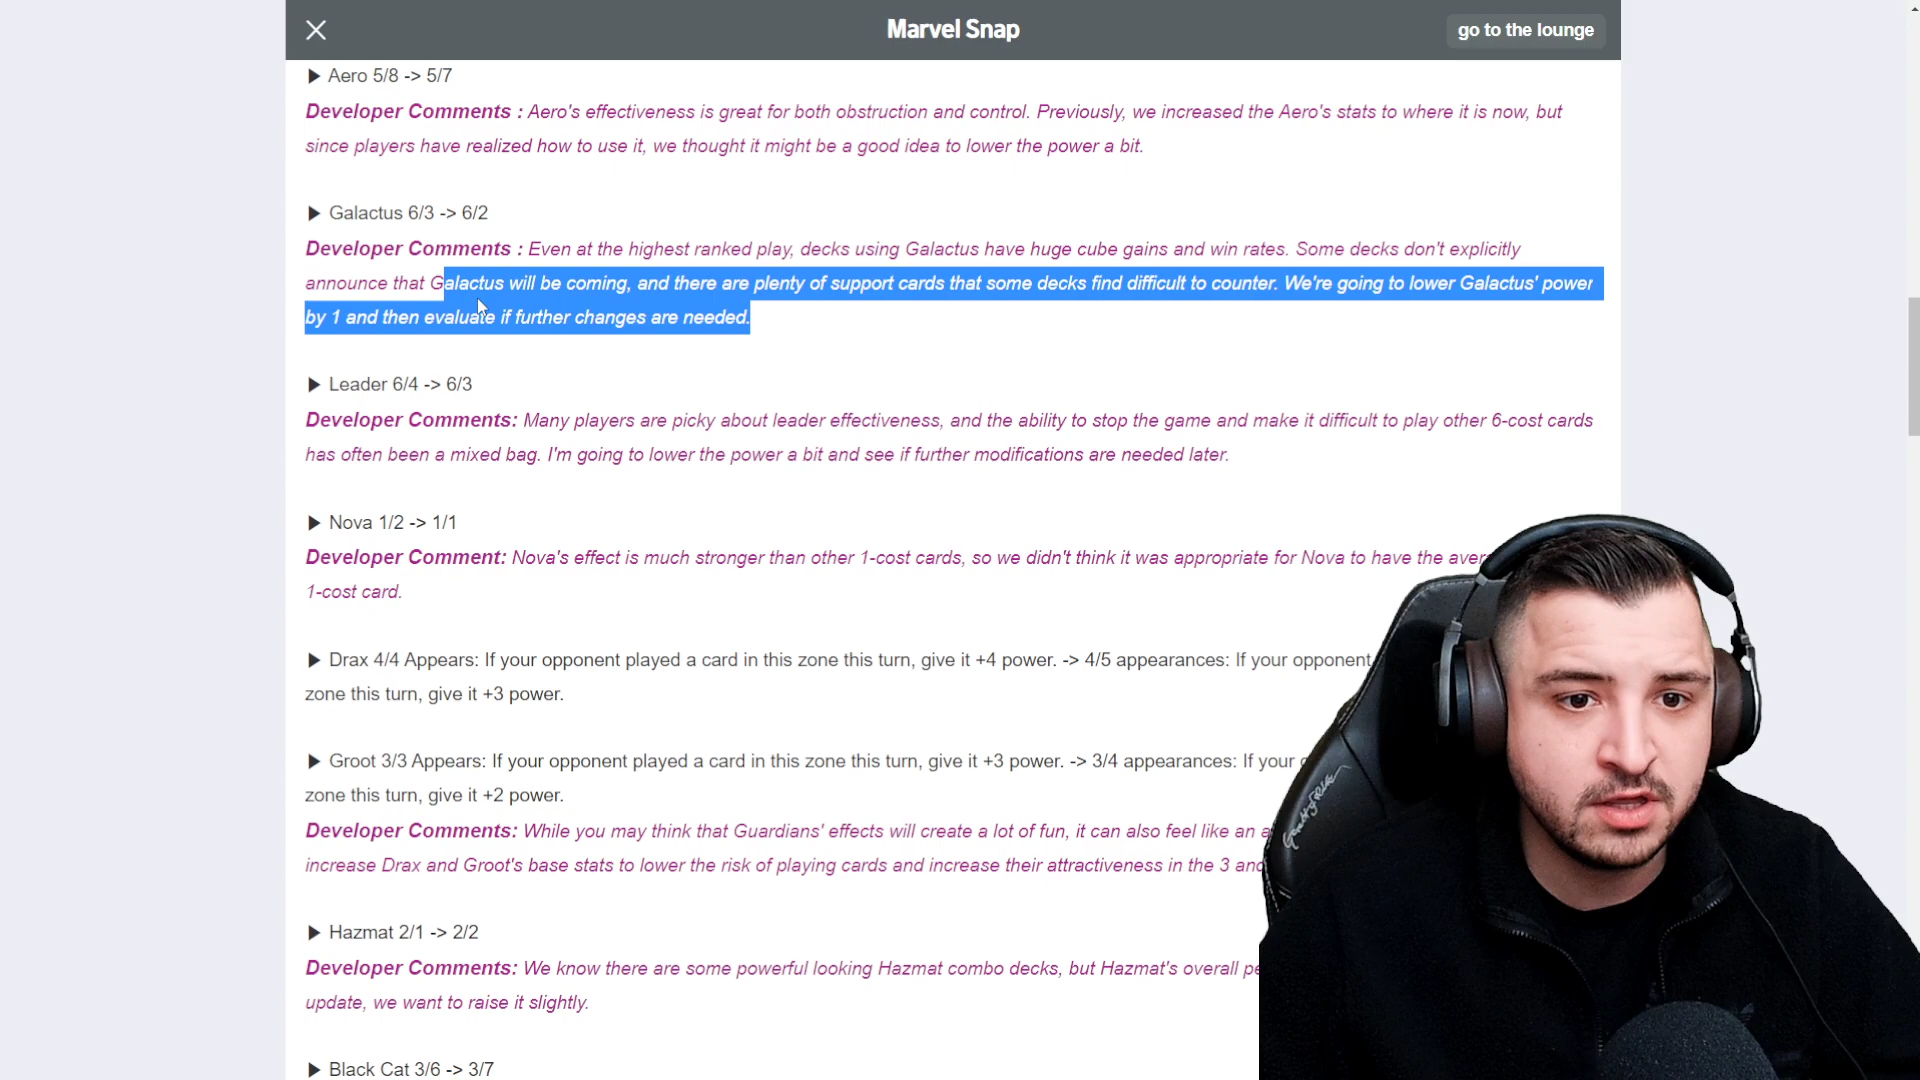 Marvel Snap
go to the lounge
▶ Aero 5/8 -> 5/7
Developer Comments : Aero's effectiveness is great for both obstruction and control. Previously, we increased the Aero's stats to where it is now, but
since players have realized how to use it, we thought it might be a good idea to lower the power a bit.
▶ Galactus 6/3 -> 6/2
Developer Comments : Even at the highest ranked play, decks using Galactus have huge cube gains and win rates. Some decks don't explicitly
announce that Galactus will be coming, and there are plenty of support cards that some decks find difficult to counter. We're going to lower Galactus' power
by 1 and then evaluate if further changes are needed.
▶ Leader 6/4 -> 6/3
Developer Comments: Many players are picky about leader effectiveness, and the ability to stop the game and make it difficult to play other 6-cost cards
has often been a mixed bag. I'm going to lower the power a bit and see if further modifications are needed later.
▶ Nova 1/2 -> 1/1
Developer Comment: Nova's effect is much stronger than other 1-cost cards, so we didn't think it was appropriate for Nova to have the
1-cost card.
▶ Drax 4/4 Appears: If your opponent played a card in this zone this turn, give it +4 power. -> 4/5 appearances: If your opponent
zone this turn, give it +3 power.
▶ Groot 3/3 Appears: If your opponent played a card in this zone this turn, give it +3 power. -> 3/4 appearances: If your
zone this turn, give it +2 power.
Developer Comments: While you may think that Guardians' effects will create a lot of fun, it can also feel like an
increase Drax and Groot's base stats to lower the risk of playing cards and increase their attractiveness in the 3 and
▶ Hazmat 2/1 -> 2/2
Developer Comments: We know there are some powerful looking Hazmat combo decks, but Hazmat's overall
update, we want to raise it slightly.
▶ Black Cat 3/6 -> 3/7